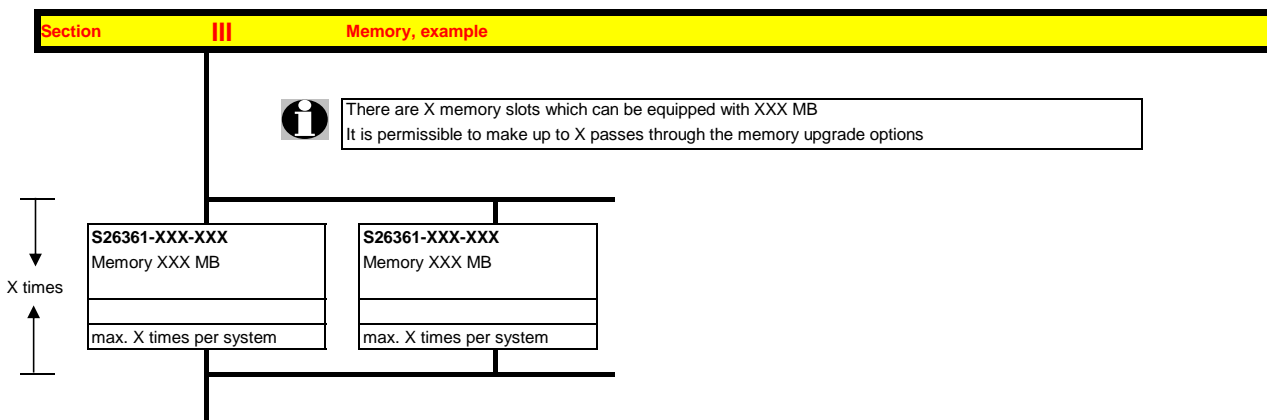 Section III Memory, example
There are X memory slots which can be equipped with XXX MB
It is permissible to make up to X passes through the memory upgrade options
S26361-XXX-XXX
Memory XXX MB
max. X times per system
S26361-XXX-XXX
Memory XXX MB
max. X times per system
X times